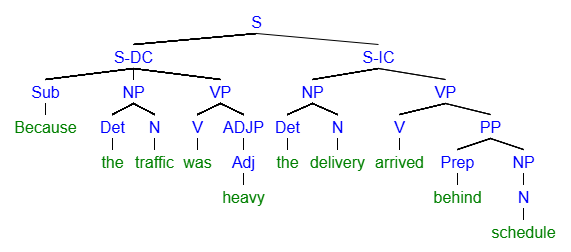 S
S-DC S-IC
Sub NP VP NP VP
Because Det N V ADJP Det N V PP
the traffic was Adj the delivery arrived Prep NP
heavy behind N
schedule